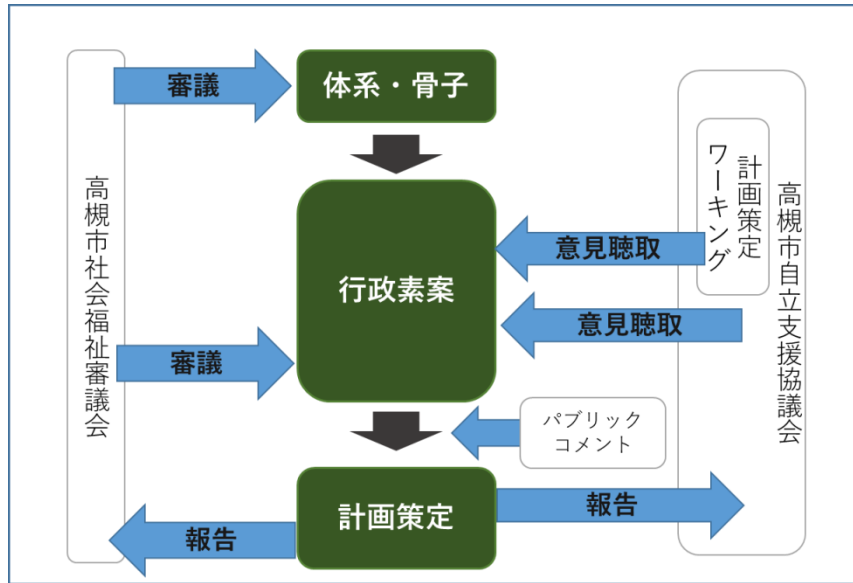 審議
体系・骨子
高槻市社会福祉審議会
計画策定
ワーキング
高槻市自立支援協議会
意見聴取
行政素案
意見聴取
審議
パブリック
コメント
計画策定
報告
報告